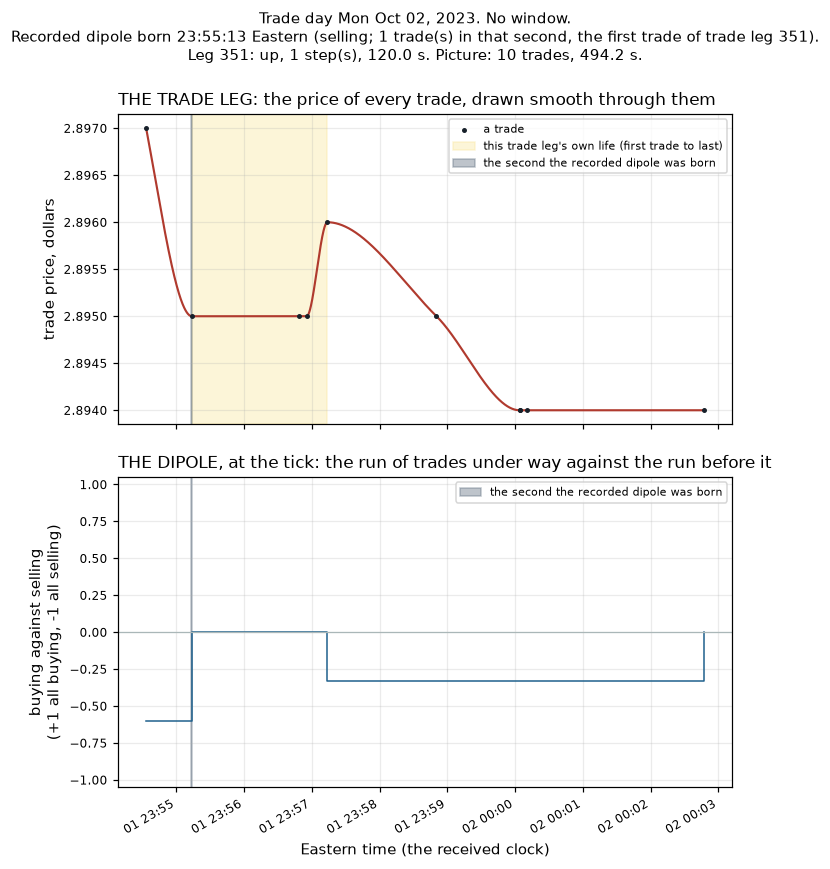 Trade day Mon Oct 02, 2023. No window.
Recorded dipole born 23:55:13 Eastern (selling; 1 trade(s) in that second, the first trade of trade leg 351).
Leg 351: up, 1 step(s), 120.0 s. Picture: 10 trades, 494.2 s.
THE TRADE LEG: the price of every trade, drawn smooth through them
a trade
this trade leg's own life (first trade to last)
the second the recorded dipole was born
trade price, dollars
2.8970
2.8965
2.8960
2.8955
2.8950
2.8945
2.8940
THE DIPOLE, at the tick: the run of trades under way against the run before it
the second the recorded dipole was born
buying against selling
(+1 all buying, -1 all selling)
1.00
0.75
0.50
0.25
0.00
−0.25
−0.50
−0.75
−1.00
01 23:55
01 23:56
01 23:57
01 23:58
01 23:59
02 00:00
02 00:01
02 00:02
02 00:03
Eastern time (the received clock)